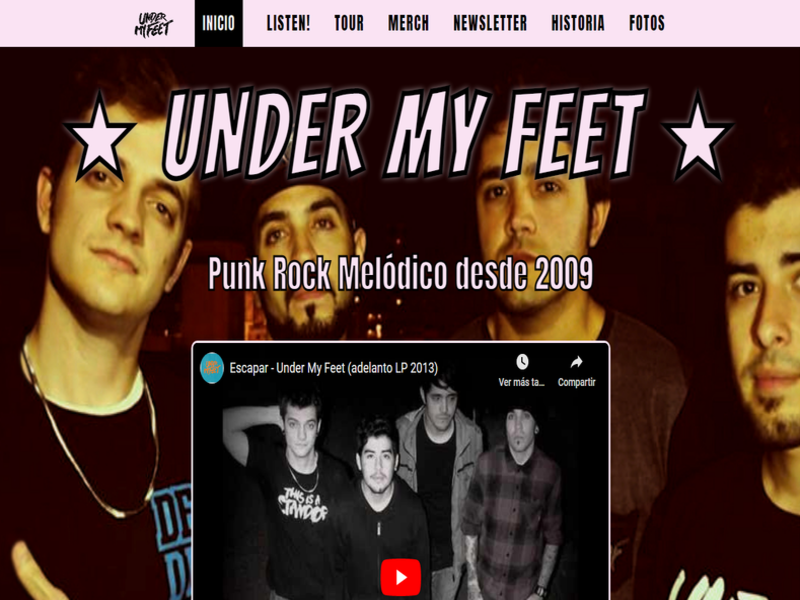 UNDER
MY FEET
INICIO
LISTEN!
TOUR
MERCH
NEWSLETTER
HISTORIA
FOTOS
★ UNDER MY FEET ★
Punk Rock Melódico desde 2009
Escapar - Under My Feet (adelanto LP 2013)
Ver más ta...
Compartir
THIS IS A